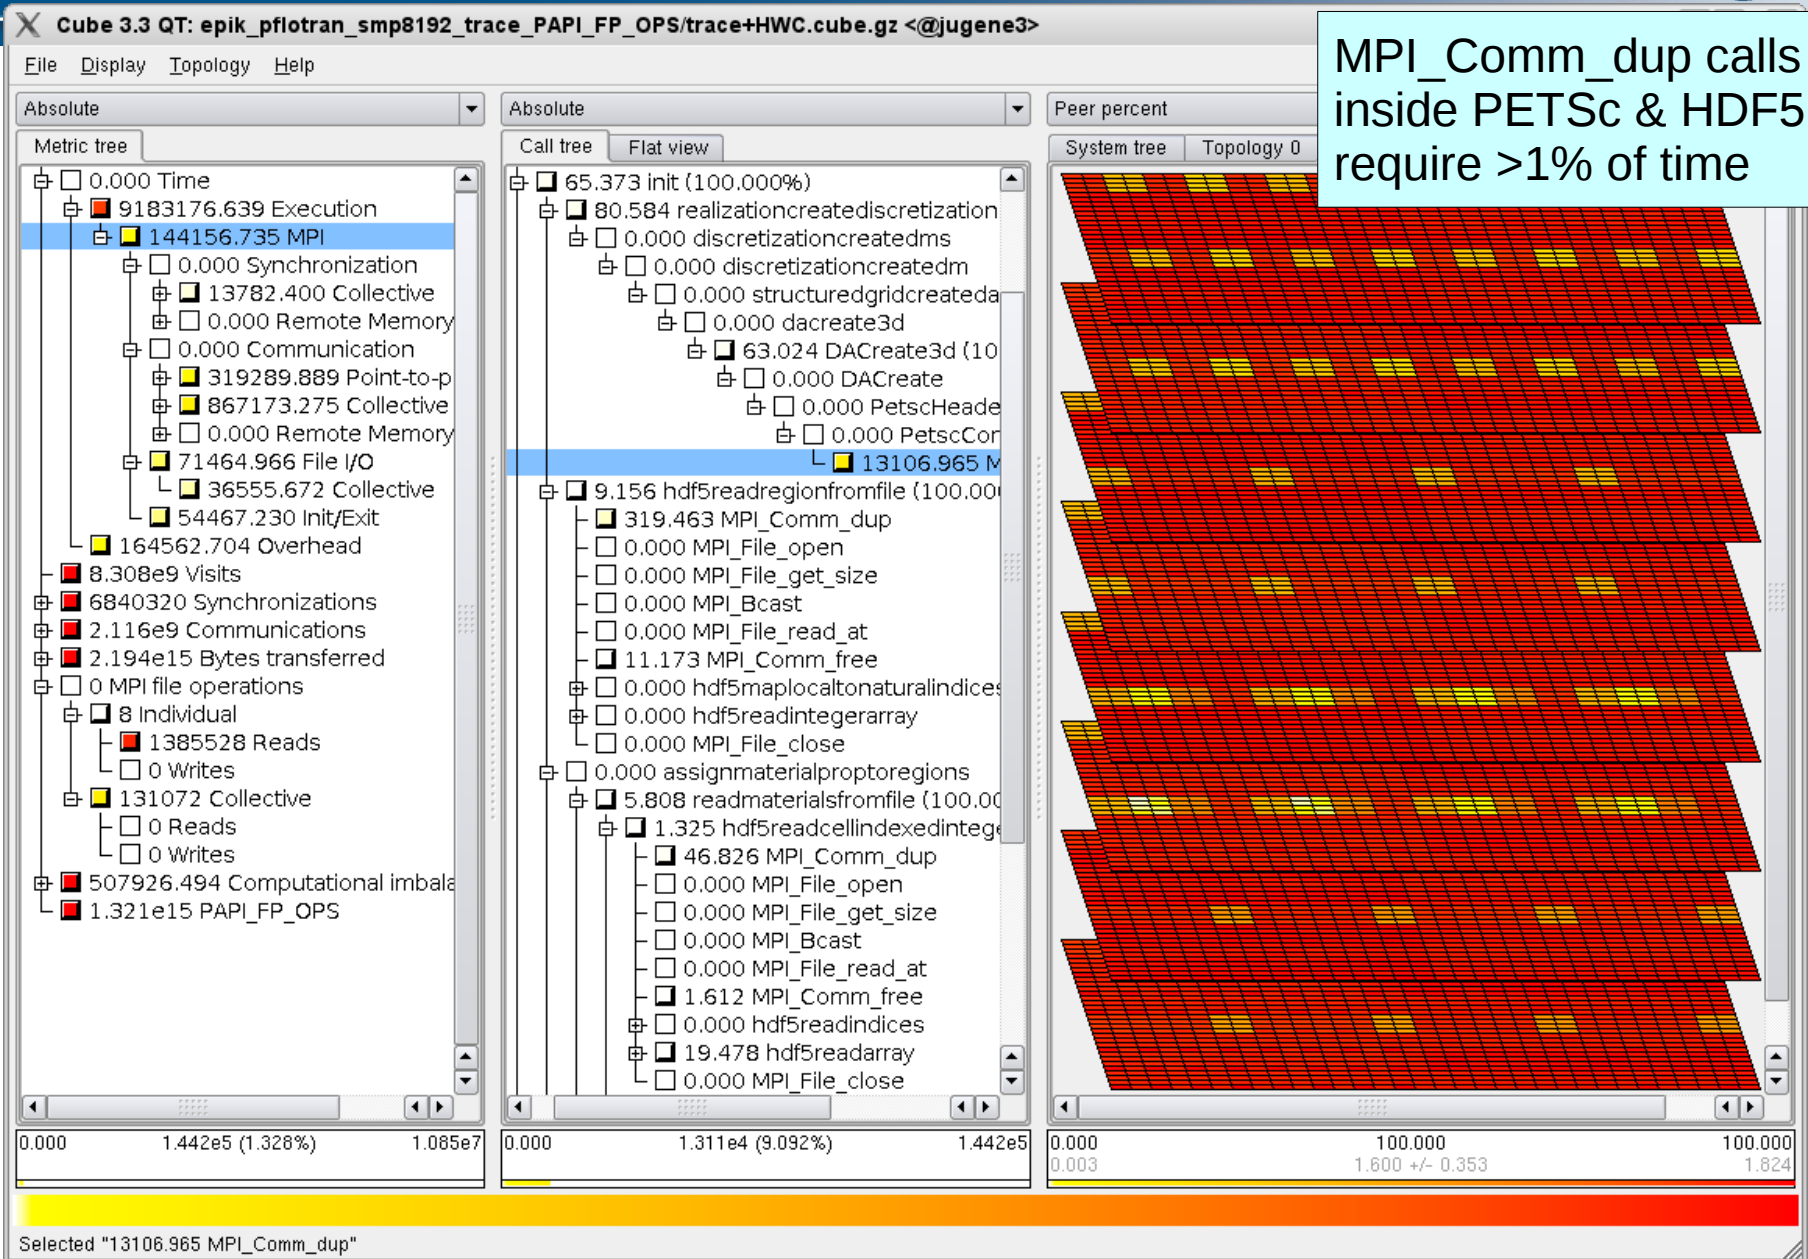 Cube 3.3 QT: epik_pflotran_smp8192_trace_PAPI_FP_OPS/trace+HWC.cube.gz <@jugene3>
MPI_Comm_dup calls
inside PETSc & HDF5
require >1% of time
File Display Topology Help
Absolute
Absolute
Peer percent
Metric tree
Call tree Flat view
System tree Topology 0
0.000 Time
9183176.639 Execution
144156.735 MPI
0.000 Synchronization
13782.400 Collective
0.000 Remote Memory
0.000 Communication
319289.889 Point-to-p
867173.275 Collective
0.000 Remote Memory
71464.966 File I/O
36555.672 Collective
54467.230 Init/Exit
164562.704 Overhead
8.308e9 Visits
6840320 Synchronizations
2.116e9 Communications
2.194e15 Bytes transferred
0 MPI file operations
8 Individual
1385528 Reads
0 Writes
131072 Collective
0 Reads
0 Writes
507926.494 Computational imbala
1.321e15 PAPI_FP_OPS
65.373 init (100.000%)
80.584 realizationcreatediscretization
0.000 discretizationcreatedms
0.000 discretizationcreatedm
0.000 structuredgridcreateda
0.000 dacreate3d
63.024 DACreate3d (10
0.000 DACreate
0.000 PetscHeade
0.000 PetscCor
13106.965 M
9.156 hdf5readregionfromfile (100.00
319.463 MPI_Comm_dup
0.000 MPI_File_open
0.000 MPI_File_get_size
0.000 MPI_Bcast
0.000 MPI_File_read_at
11.173 MPI_Comm_free
0.000 hdf5maplocaltonaturalindices
0.000 hdf5readintegerarray
0.000 MPI_File_close
0.000 assignmaterialproptoregions
5.808 readmaterialsfromfile (100.00
1.325 hdf5readcellindexedintege
46.826 MPI_Comm_dup
0.000 MPI_File_open
0.000 MPI_File_get_size
0.000 MPI_Bcast
0.000 MPI_File_read_at
1.612 MPI_Comm_free
0.000 hdf5readindices
19.478 hdf5readarray
0.000 MPI_File_close
0.000 1.442e5 (1.328%) 1.085e7
0.000 1.311e4 (9.092%) 1.442e5
0.000 100.000 100.000
0.003 1.600 +/- 0.353 1.824
Selected "13106.965 MPI_Comm_dup"